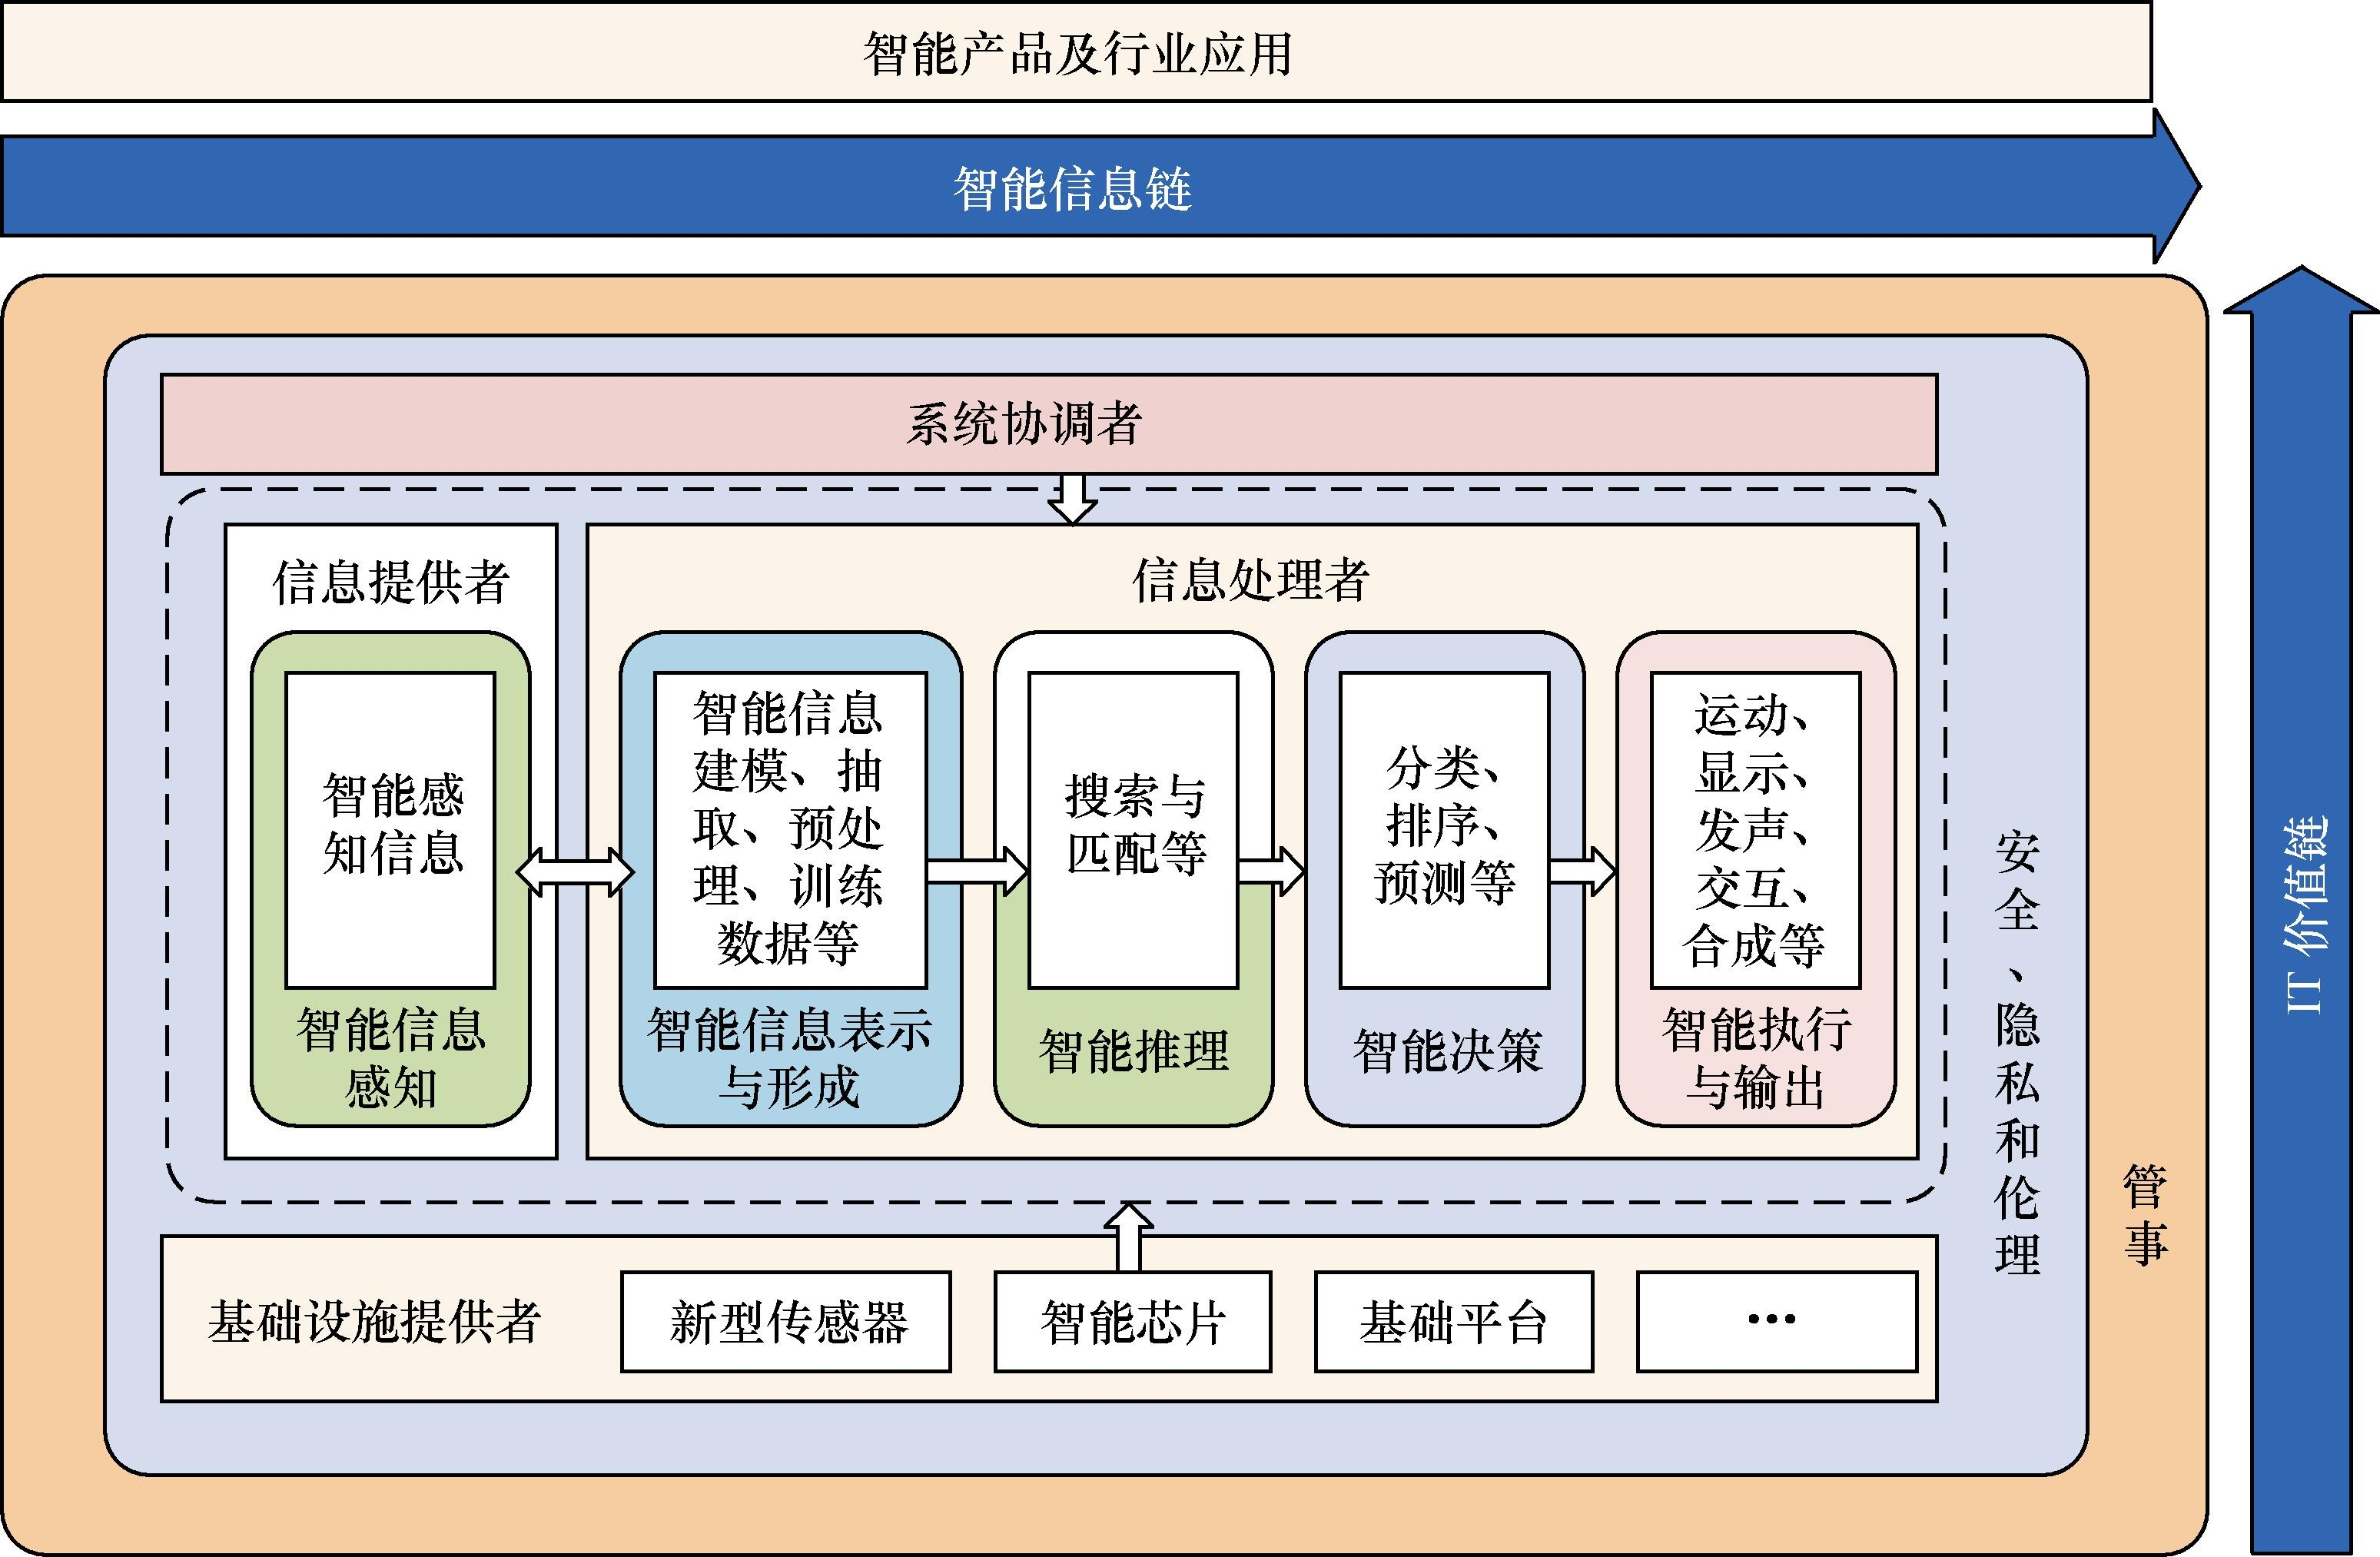 智能产品及行业应用
智能信息链
系统协调者
信息提供者
智能感
知信息
智能信息
感知
信息处理者
智能信息
建模、抽
取、预处
理、训练
数据等
智能信息表示
与形成
搜索与
匹配等
智能推理
分类、
排序、
预测等
智能决策
运动、
显示、
发声、
交互、
合成等
智能执行
与输出
基础设施提供者
新型传感器
智能芯片
基础平台
···
安全、隐私和伦理
管事
IT 价值链